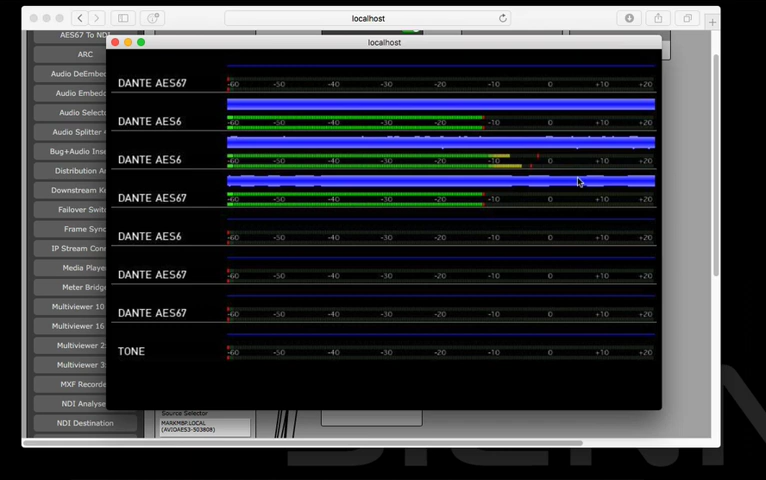 localhost
AES67 To NDI
localhost
ARC
Audio DeEmbed
Audio Embed
Audio Select
Audio Splitter
Bug+Audio Inse
Distribution A
Downstream Ke
Failover Swit
Frame Sync
IP Stream Conn
Media Playe
Meter Bridge
Multiviewer 10
Multiviewer 16
Multiviewer 2
Multiviewer 3
MXF Recorde
NDI Analyse
NDI Destination
DANTE AES67
-60 -50 -40 -30 -20 -10 0 +10 +20
DANTE AES6
-60 -50 -40 -30 -20 -10 0 +10 +20
DANTE AES6
-60 -50 -40 -30 -20 -10 0 +10 +20
DANTE AES67
-60 -50 -40 -30 -20 -10 0 +10 +20
DANTE AES6
-60 -50 -40 -30 -20 -10 0 +10 +20
DANTE AES67
-60 -50 -40 -30 -20 -10 0 +10 +20
DANTE AES67
-60 -50 -40 -30 -20 -10 0 +10 +20
TONE
-60 -50 -40 -30 -20 -10 0 +10 +20
Source Selector
MARKMBP.LOCAL
(AVIOAES3-503808)